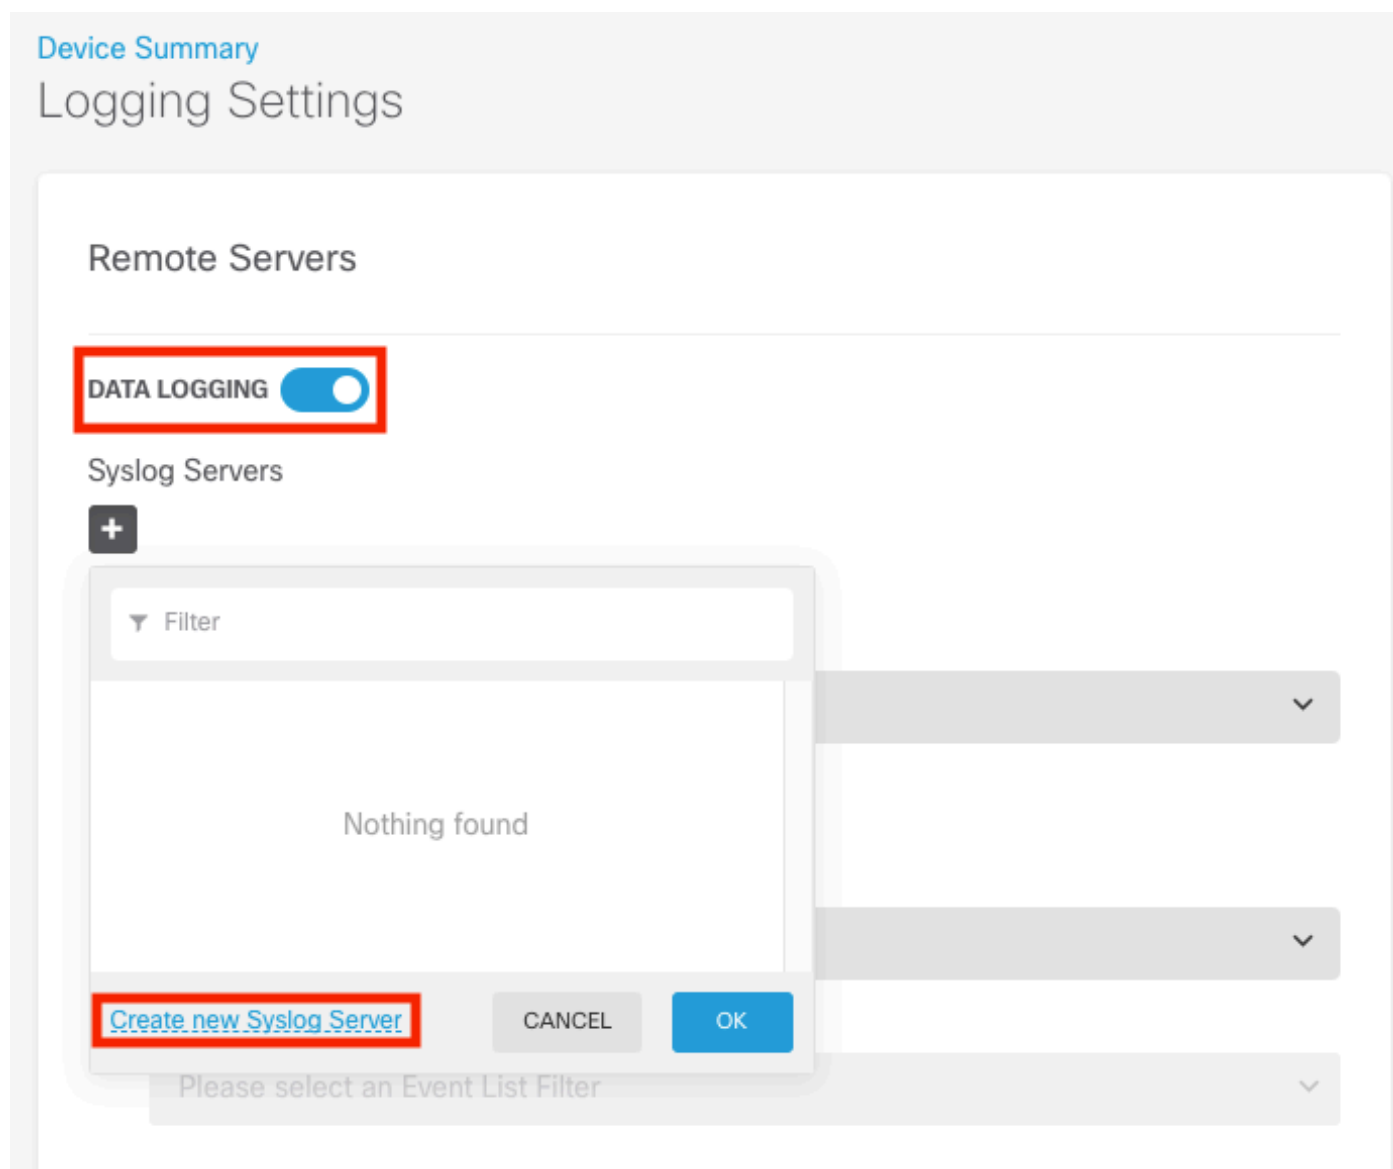 Device Summary
Logging Settings
Remote Servers
DATA LOGGING
Syslog Servers
Filter
Nothing found
Create new Syslog Server
CANCEL
OK
Please select an Event List Filter